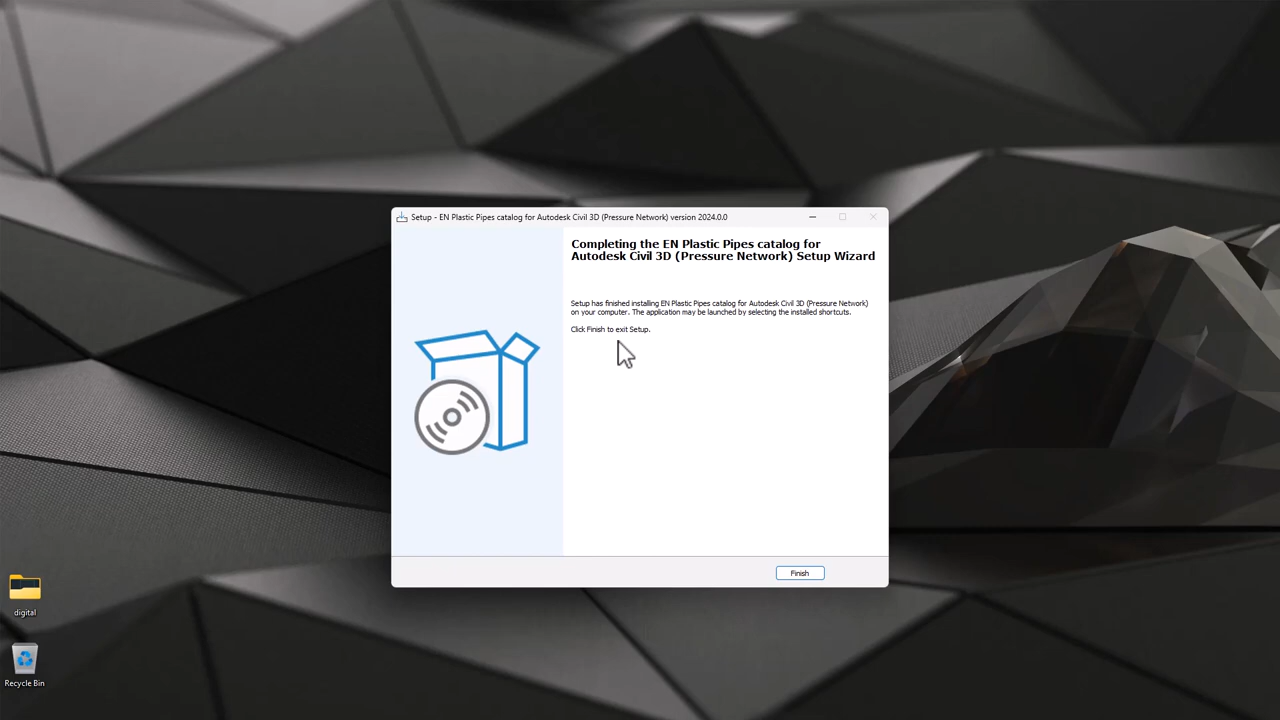 Setup - EN Plastic Pipes catalog for Autodesk Civil 3D (Pressure Network) version 2024.0.0
Completing the EN Plastic Pipes catalog for
Autodesk Civil 3D (Pressure Network) Setup Wizard
Setup has finished installing EN Plastic Pipes catalog for Autodesk Civil 3D (Pressure Network)
on your computer. The application may be launched by selecting the installed shortcuts.
Click Finish to exit Setup.
Finish
digital
Recycle Bin